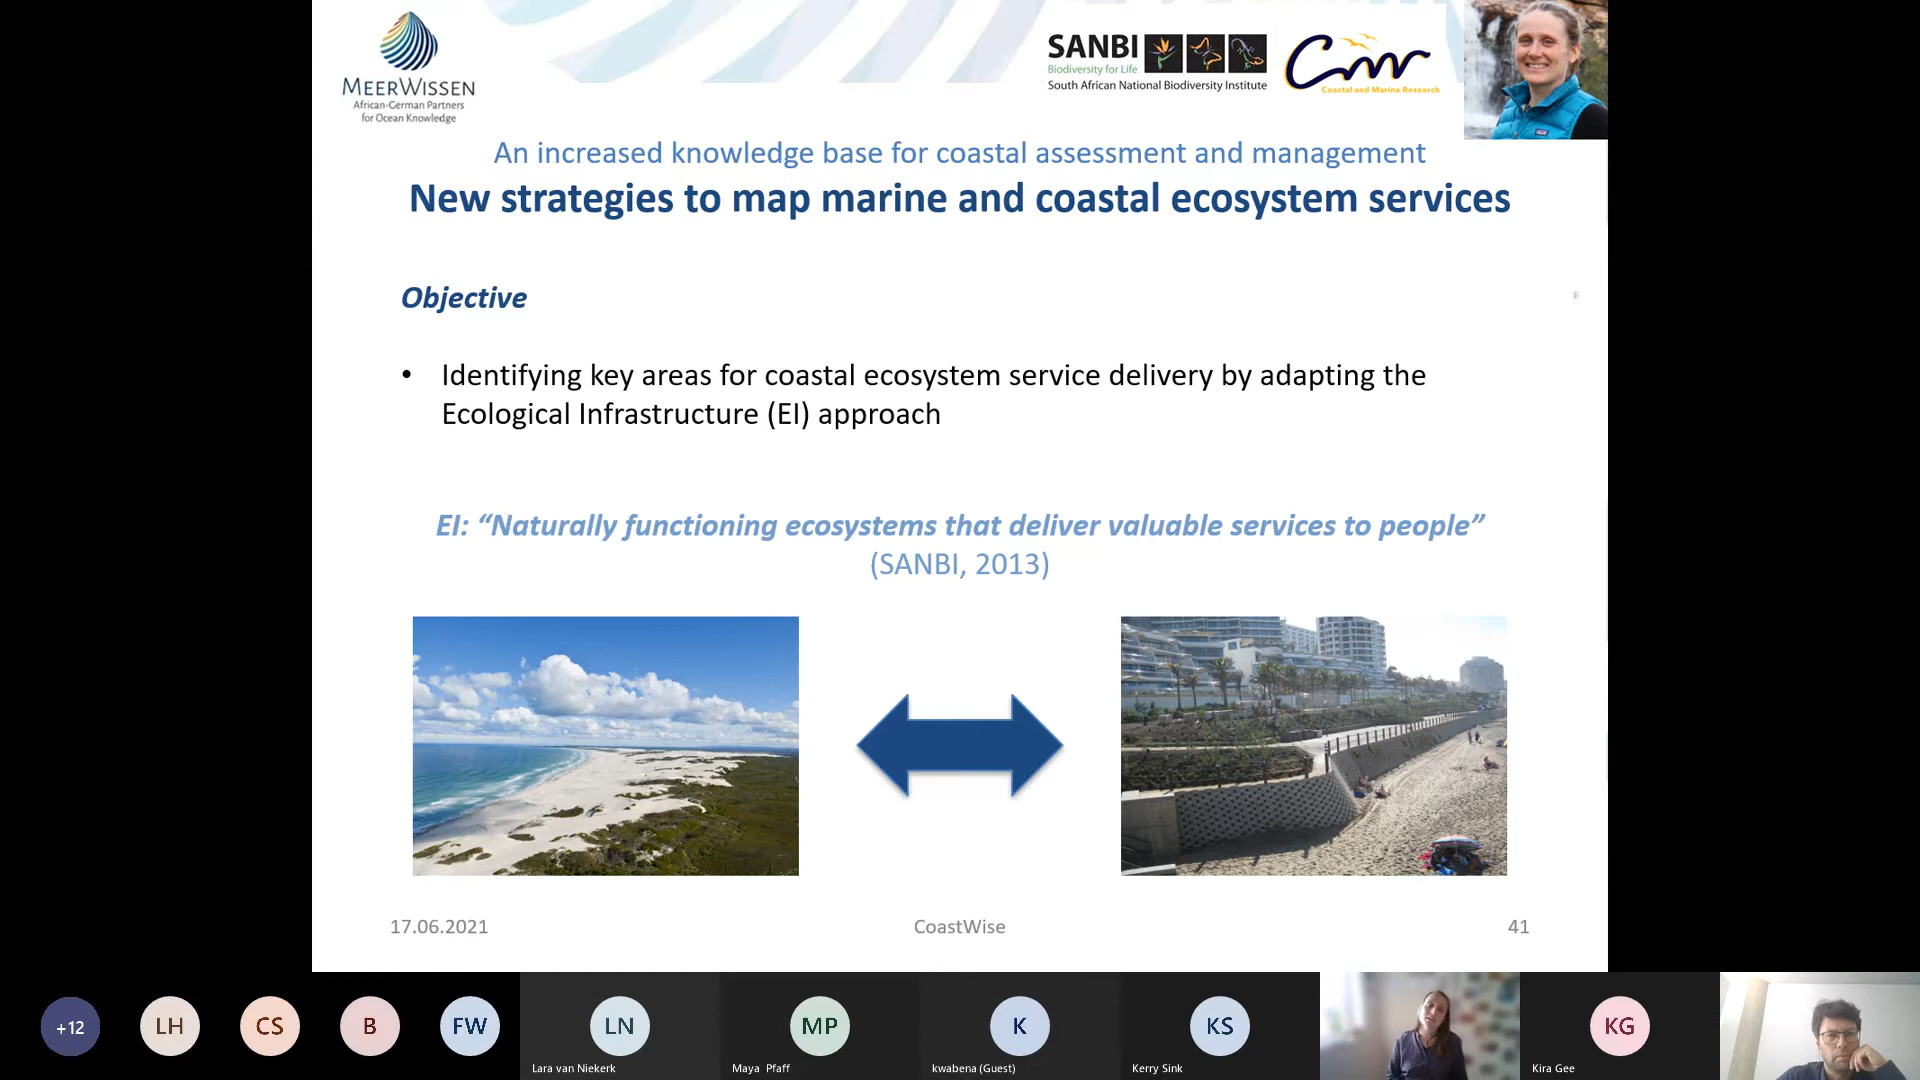 MEERWISSEN
African-German Partners
for Ocean Knowledge
SANBI
Biodiversity for Life
South African National Biodiversity Institute
Cmr
Coastal and Marine Research
An increased knowledge base for coastal assessment and management
New strategies to map marine and coastal ecosystem services
Objective
• Identifying key areas for coastal ecosystem service delivery by adapting the
Ecological Infrastructure (EI) approach
EI: “Naturally functioning ecosystems that deliver valuable services to people”
(SANBI, 2013)
17.06.2021
CoastWise
41
+12
LH
CS
B
FW
LN
Lara van Niekerk
MP
Maya Pfaff
K
kwabena (Guest)
KS
Kerry Sink
KG
Kira Gee